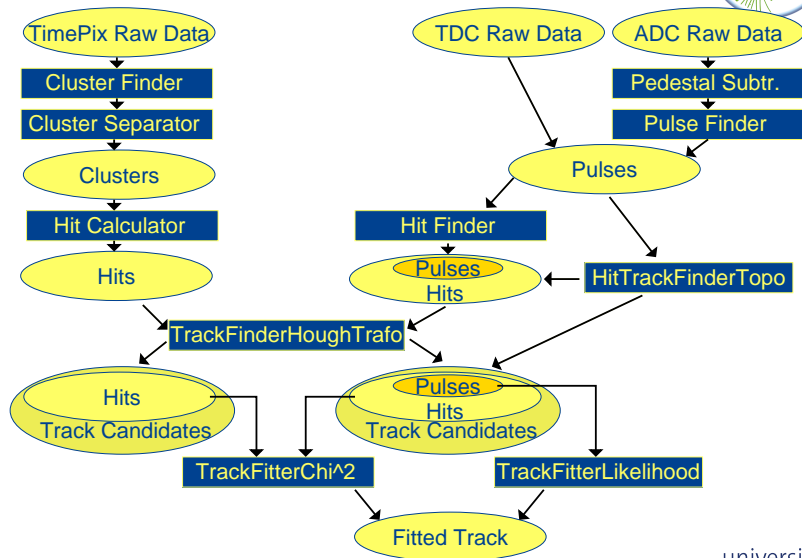 TimePix Raw Data
TDC Raw Data
ADC Raw Data
Cluster Finder
Pedestal Subtr.
Cluster Separator
Pulse Finder
Clusters
Pulses
Hit Calculator
Hit Finder
Hits
Pulses
Hits
HitTrackFinderTopo
TrackFinderHoughTrafo
Hits
Track Candidates
Pulses
Hits
Track Candidates
TrackFitterChi^2
TrackFitterLikelihood
Fitted Track
universi